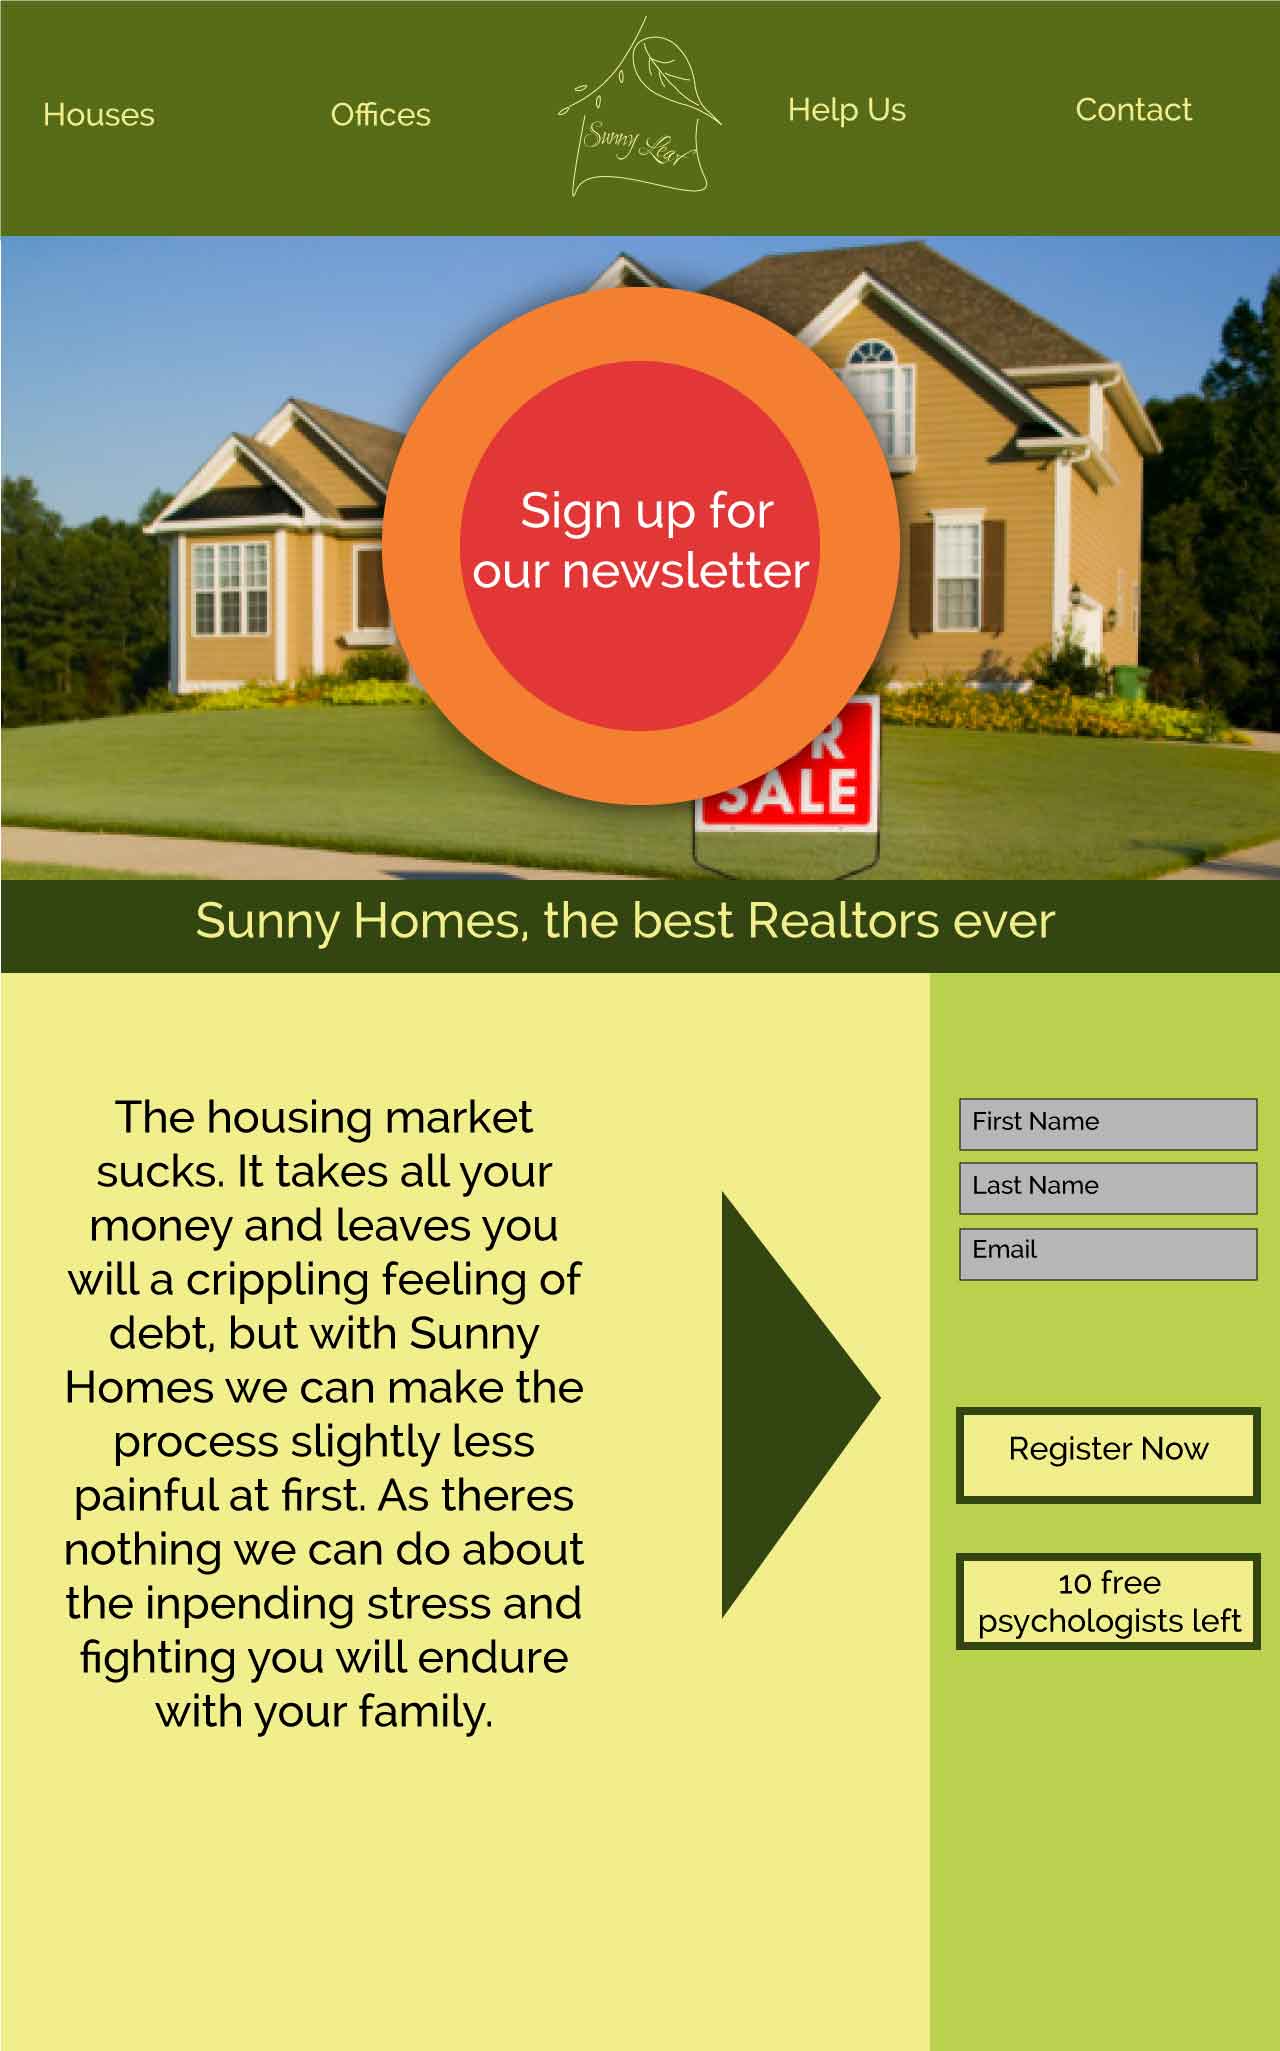 Houses
Offices
Sunny Leaf
Help Us
Contact
Sign up for
our newsletter
R
SALE
Sunny Homes, the best Realtors ever
The housing market
sucks. It takes all your
money and leaves you
will a crippling feeling of
debt, but with Sunny
Homes we can make the
process slightly less
painful at first. As theres
nothing we can do about
the inpending stress and
fighting you will endure
with your family.
First Name
Last Name
Email
Register Now
10 free
psychologists left